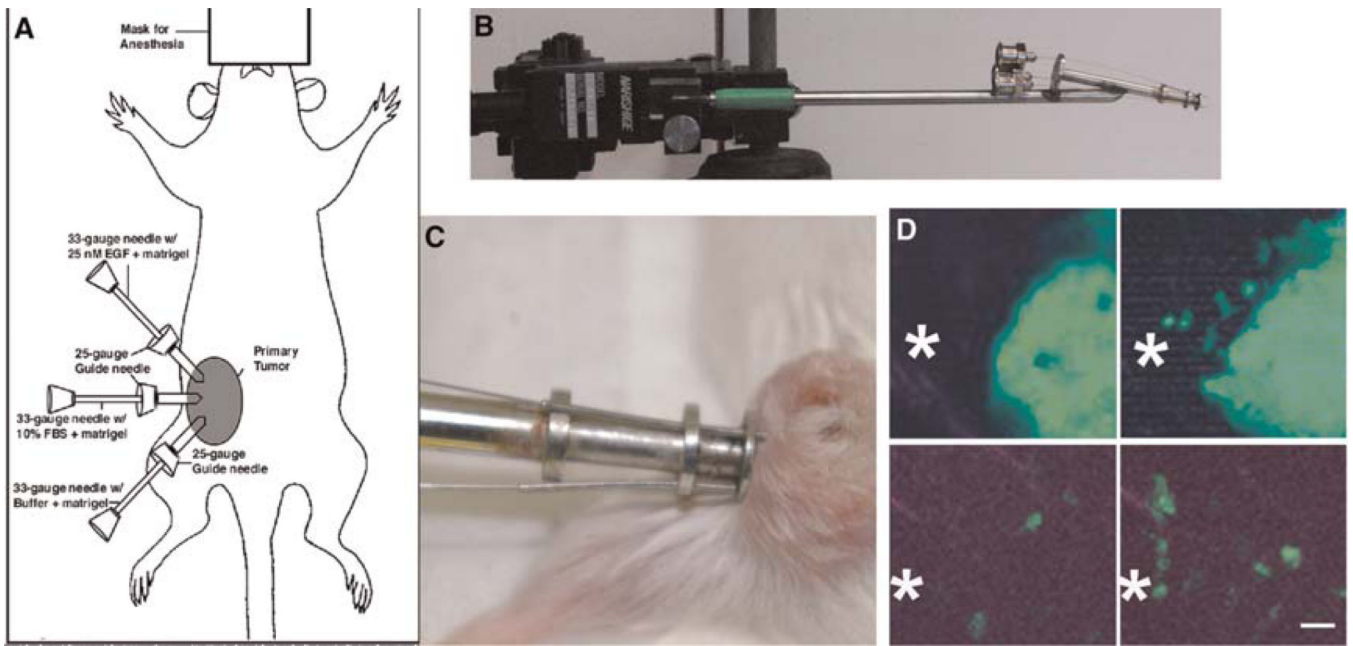 A
Mask for
Anesthesia
33-gauge needle w/
25 nM EGF + matrigel
25-gauge
Guide needle
Primary
Tumor
33-gauge needle w/
10% FBS + matrigel
25-gauge
Guide needle
33-gauge needle w/
Buffer + matrigel
B
NARISHIGE
C
D
*
*
*
*